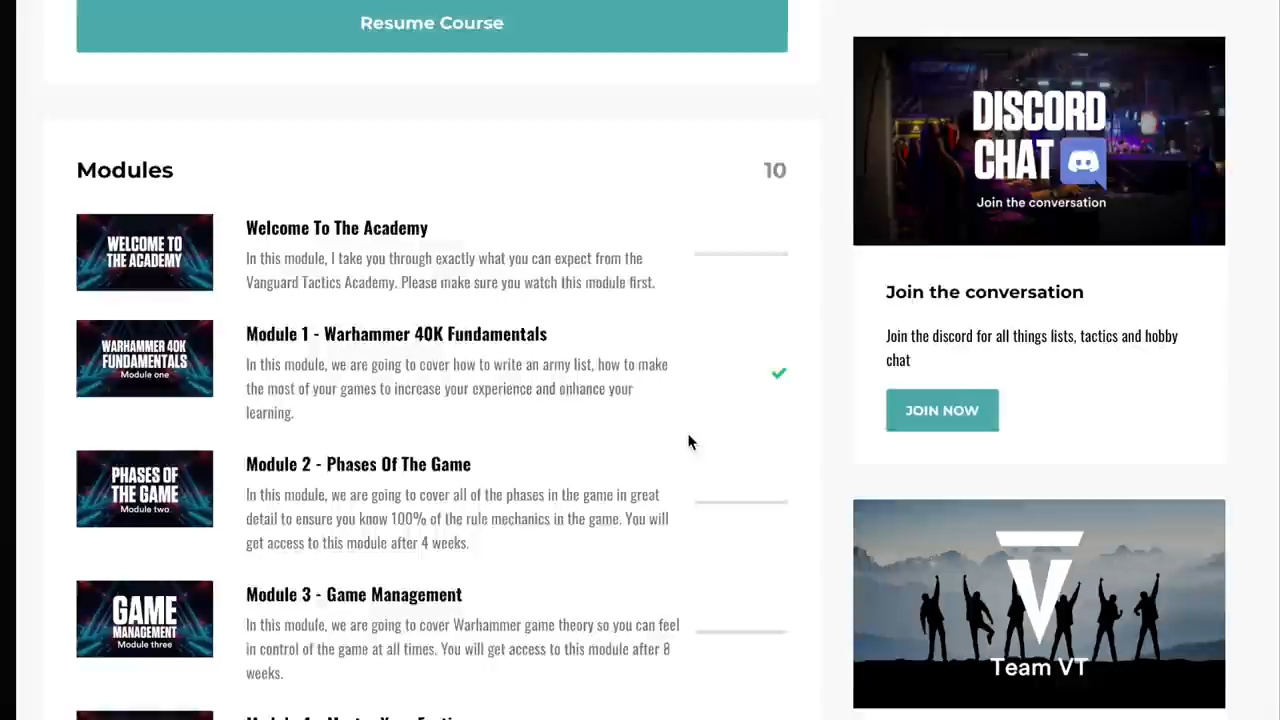 Resume Course
Modules
10
WELCOME TO
THE ACADEMY
Welcome To The Academy
In this module, I take you through exactly what you can expect from the
Vanguard Tactics Academy. Please make sure you watch this module first.
WARHAMMER 40K
FUNDAMENTALS
Module one
Module 1 - Warhammer 40K Fundamentals
In this module, we are going to cover how to write an army list, how to make
the most of your games to increase your experience and enhance your
learning.
PHASES OF
THE GAME
Module two
Module 2 - Phases Of The Game
In this module, we are going to cover all of the phases in the game in great
detail to ensure you know 100% of the rule mechanics in the game. You will
get access to this module after 4 weeks.
GAME
MANAGEMENT
Module three
Module 3 - Game Management
In this module, we are going to cover Warhammer game theory so you can feel
in control of the game at all times. You will get access to this module after 8
weeks.
DISCORD
CHAT
Join the conversation
Join the conversation
Join the discord for all things lists, tactics and hobby
chat
JOIN NOW
Team VT